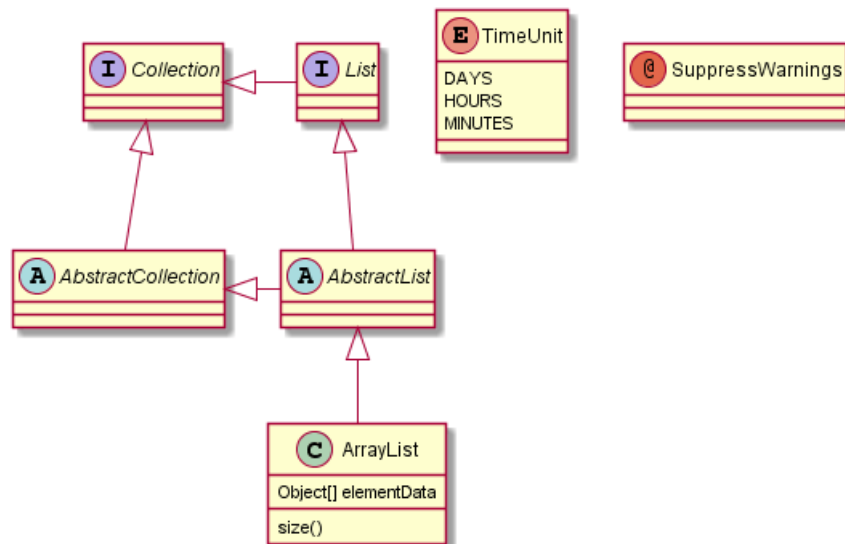 I Collection
I List
E TimeUnit
DAYS
HOURS
MINUTES
@ SuppressWarnings
A AbstractCollection
A AbstractList
C ArrayList
Object[] elementData
size()